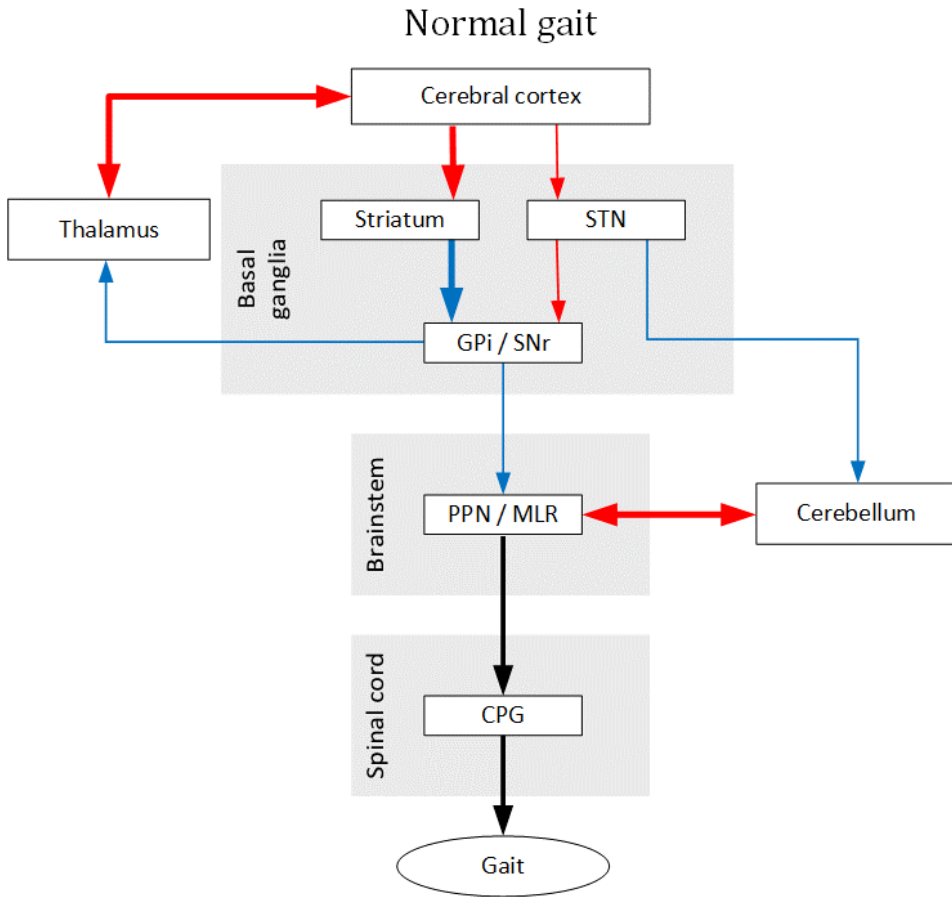 Normal gait
Cerebral cortex
Thalamus
Striatum
STN
Basal
ganglia
GPi / SNr
Brainstem
PPN / MLR
Cerebellum
Spinal cord
CPG
Gait